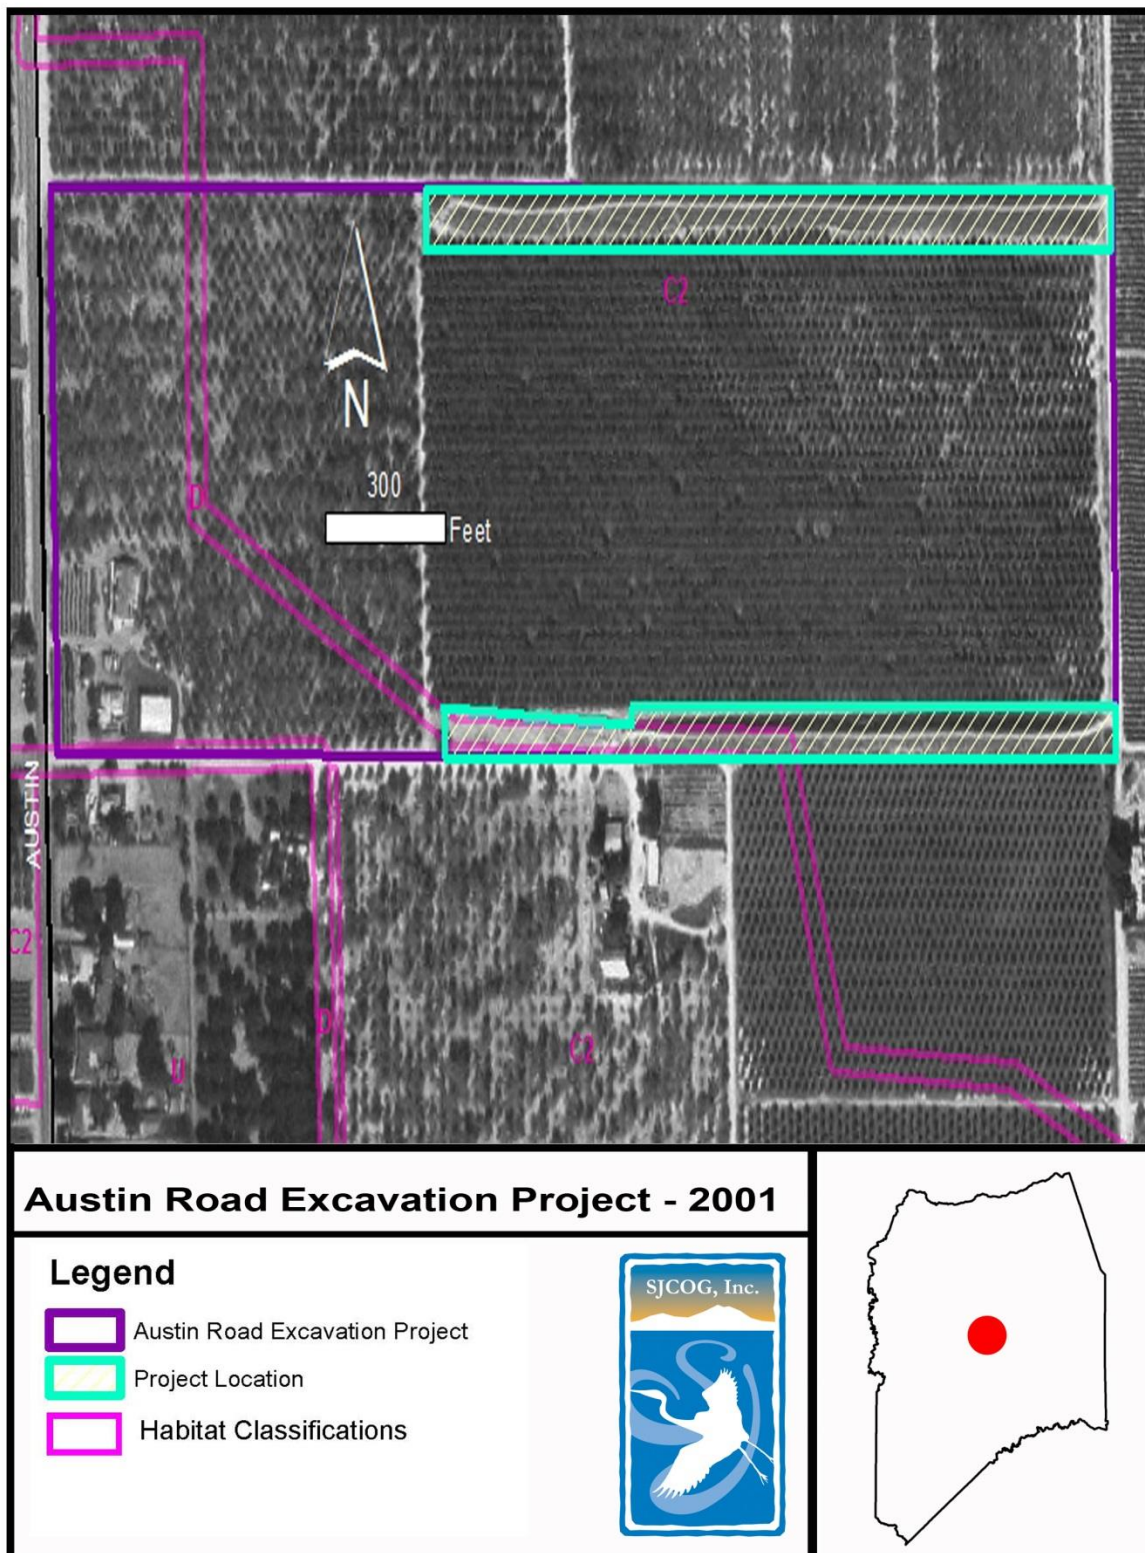 C2
N
300
Feet
D
AUSTIN
C2
D
C2
U
Austin Road Excavation Project - 2001
Legend
Austin Road Excavation Project
Project Location
Habitat Classifications
SJCOG, Inc.